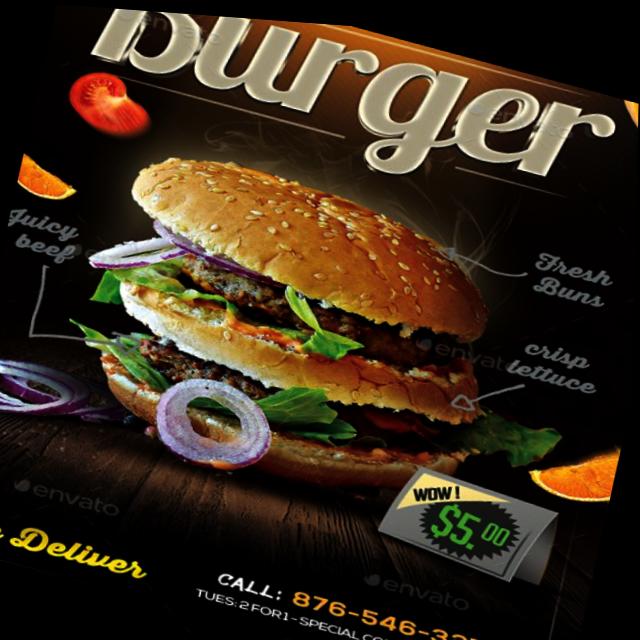 burger
Juicy
beef
Fresh
Buns
crisp
lettuce
envato
envato
WOW!
$5.00
envato
Deliver
CALL: 876-546-
TUES: 2 FOR 1 - SPECIAL